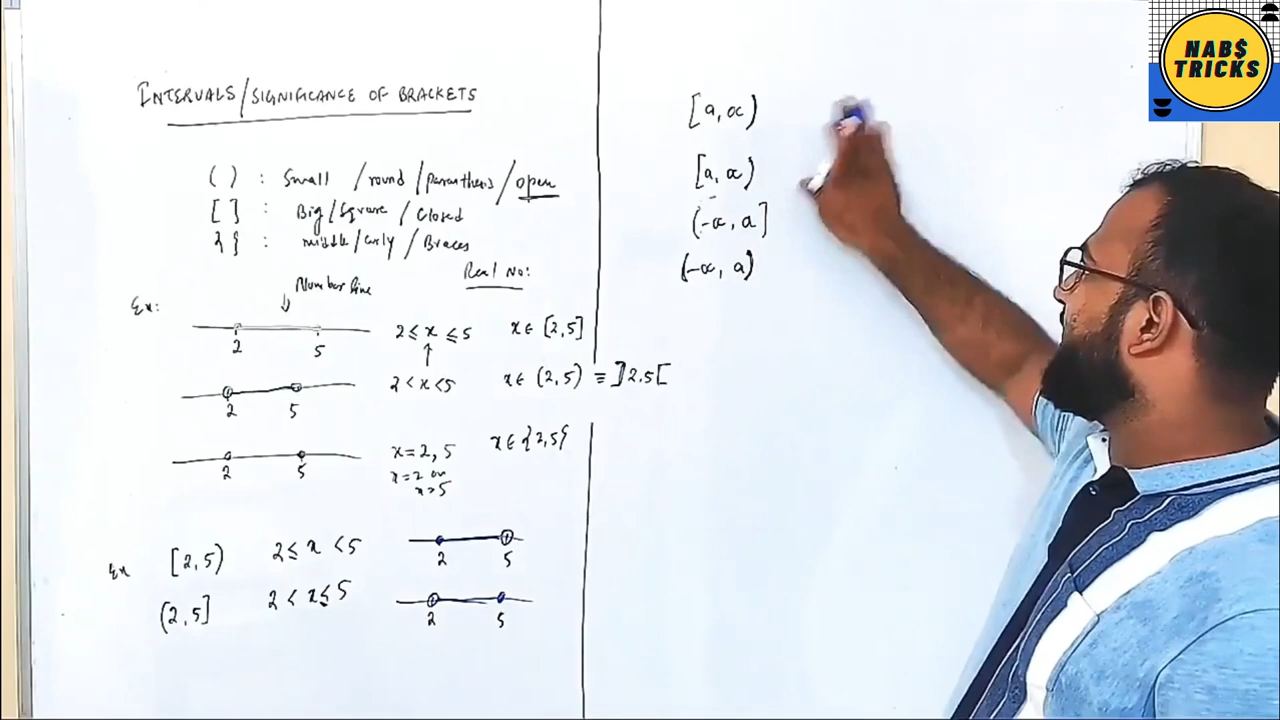 INTERVALS/SIGNIFICANCE OF BRACKETS
( ) : Small /round/paranthesis/open
[ ] : Big/Square/Closed
{ } : middle/curly/Braces
Real No:
Number line
Ex:
2 5 2 ≤ x ≤ 5 x ∈ [2,5]
2 5 2 < x < 5 x ∈ (2,5) ≡ ]2,5[
2 5 x = 2, 5 x ∈ {2,5}
x = 2 or
x = 5
Ex [2,5) 2 ≤ x < 5 2 5
(2,5] 2 < x ≤ 5 2 5
[a, ∞)
[a, ∞)
(-∞, a]
(-∞, a)
NAB$
TRICKS